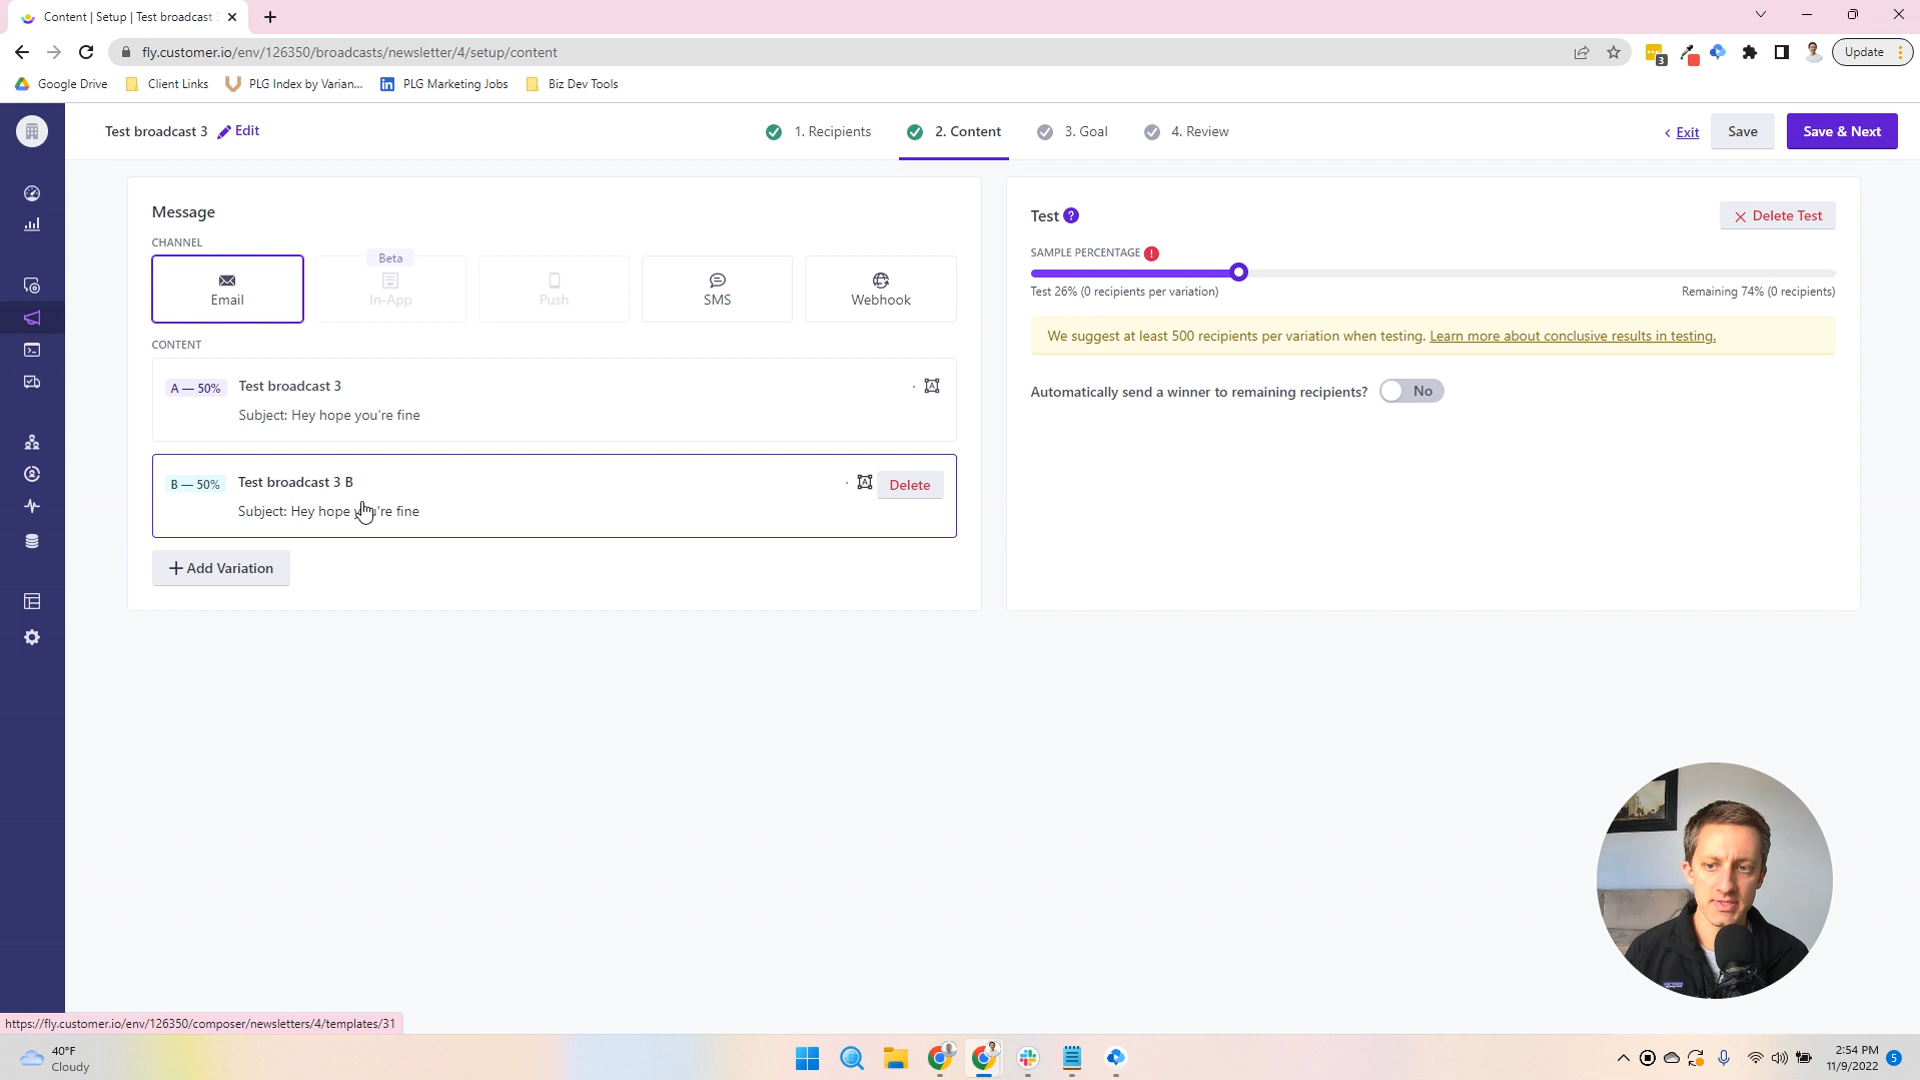 Content | Setup | Test broadcast
fly.customer.io/env/126350/broadcasts/newsletter/4/setup/content
3
Update
Google Drive
Client Links
PLG Index by Varian...
PLG Marketing Jobs
Biz Dev Tools
Test broadcast 3
Edit
1. Recipients
2. Content
3. Goal
4. Review
Exit
Save
Save & Next
Message
CHANNEL
Email
Beta
In-App
Push
SMS
Webhook
CONTENT
A — 50%
Test broadcast 3
Subject: Hey hope you're fine
B — 50%
Test broadcast 3 B
Subject: Hey hope you're fine
Delete
Add Variation
Test ?
Delete Test
SAMPLE PERCENTAGE !
Test 26% (0 recipients per variation)
Remaining 74% (0 recipients)
We suggest at least 500 recipients per variation when testing. Learn more about conclusive results in testing.
Automatically send a winner to remaining recipients?
No
https://fly.customer.io/env/126350/composer/newsletters/4/templates/31
40°F
Cloudy
2:54 PM
11/9/2022
5